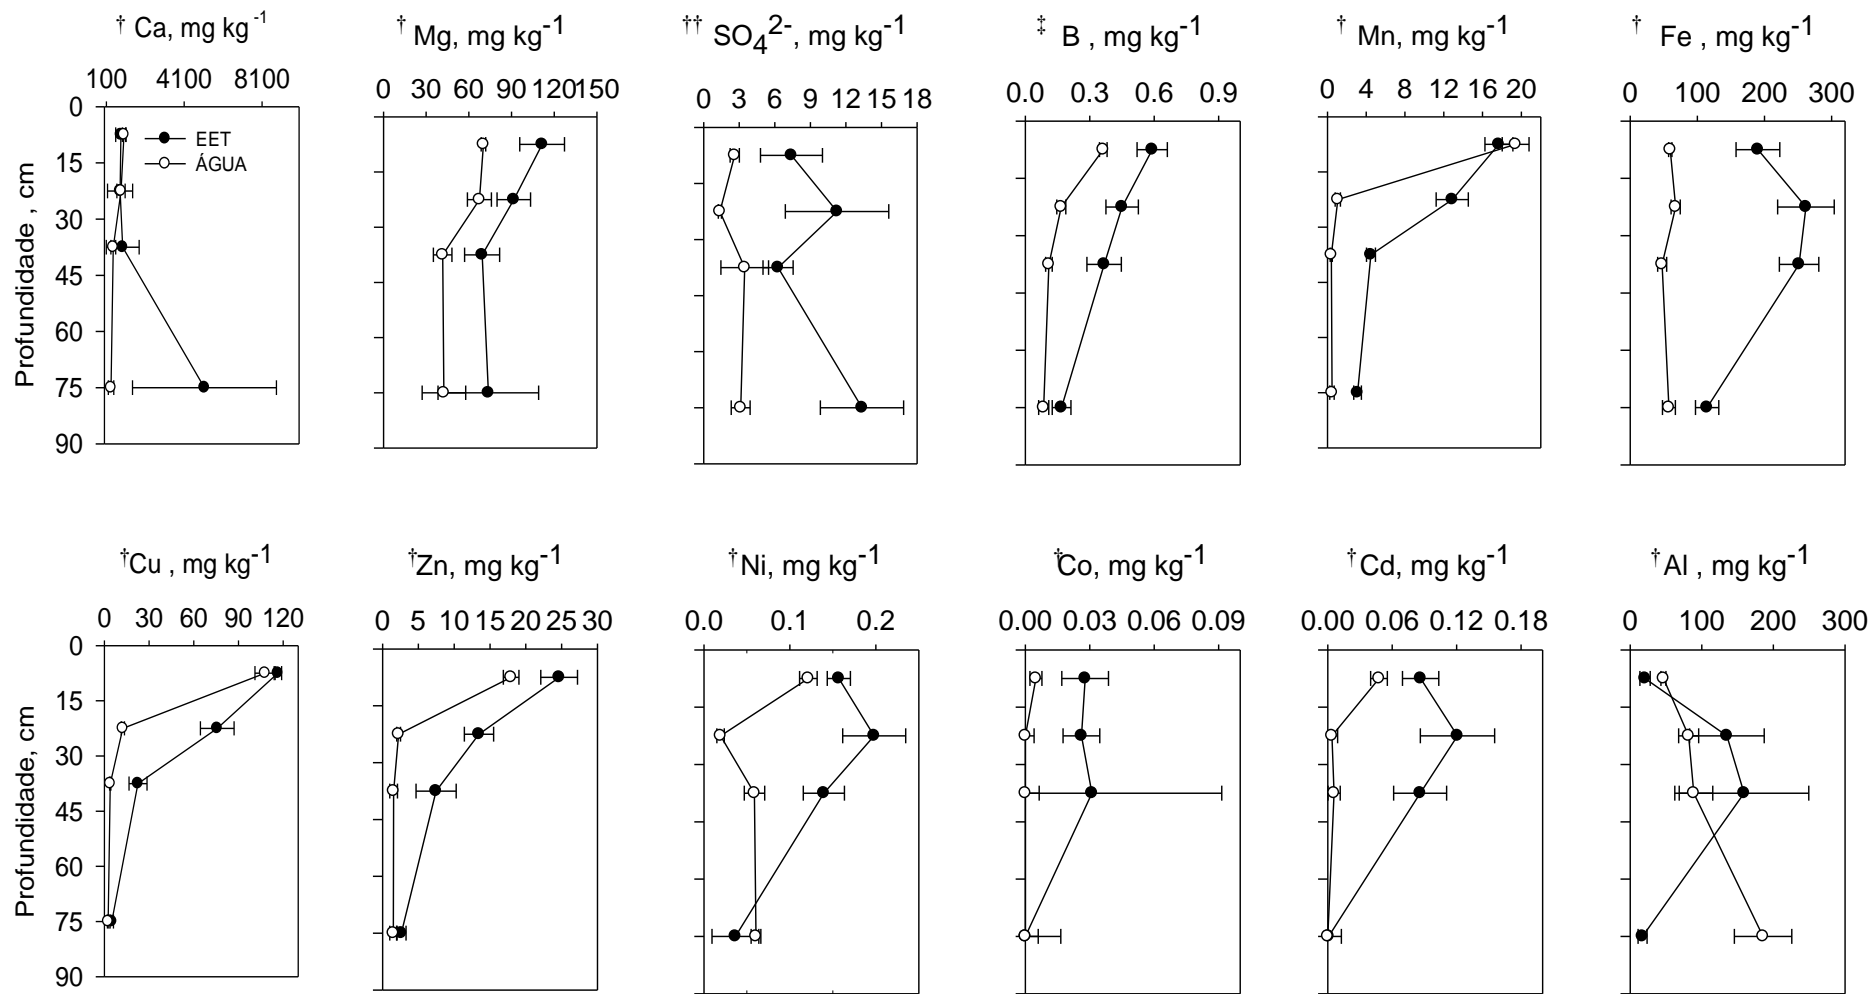 † Ca, mg kg-1
† Mg, mg kg-1
†† SO42-, mg kg-1
‡ B , mg kg-1
† Mn, mg kg-1
† Fe , mg kg-1
100 4100 8100
0 30 60 90 120 150
0 3 6 9 12 15 18
0.0 0.3 0.6 0.9
0 4 8 12 16 20
0 100 200 300
Profundidade , cm
0
15
30
45
60
75
90
EET
ÁGUA
†Cu , mg kg-1
†Zn, mg kg-1
†Ni, mg kg-1
†Co, mg kg-1
†Cd, mg kg-1
†Al , mg kg-1
0 30 60 90 120
0 5 10 15 20 25 30
0.0 0.1 0.2
0.00 0.03 0.06 0.09
0.00 0.06 0.12 0.18
0 100 200 300
Profundidade, cm
0
15
30
45
60
75
90